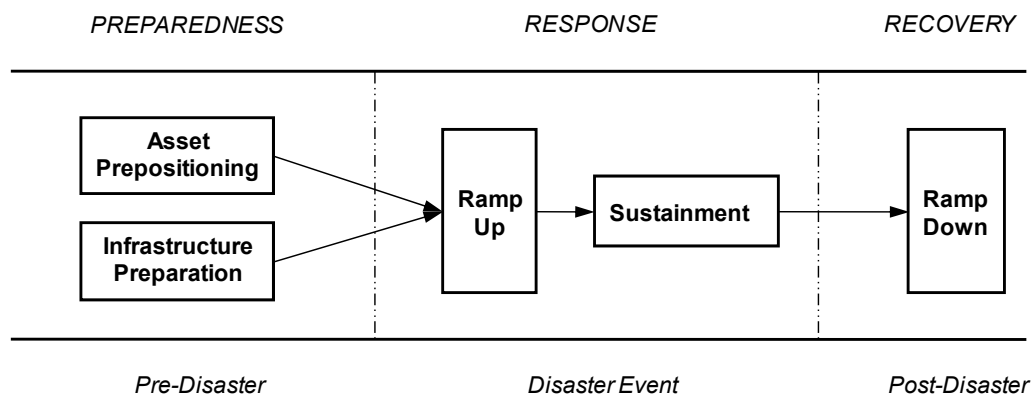 PREPAREDNESS
RESPONSE
RECOVERY
Asset
Prepositioning
Infrastructure
Preparation
Ramp
Up
Sustainment
Ramp
Down
Pre-Disaster
Disaster Event
Post-Disaster